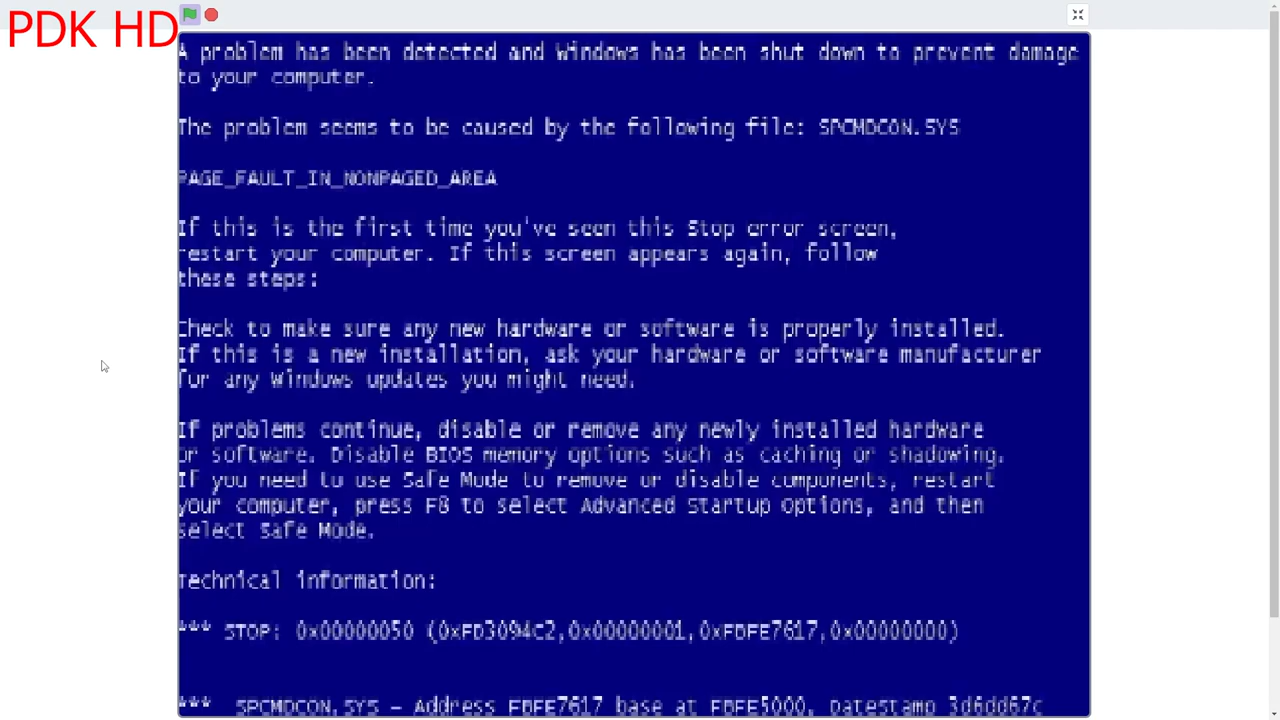 PDK HD
A problem has been detected and Windows has been shut down to prevent damage
to your computer.
The problem seems to be caused by the following file: SPCMDCON.SYS
PAGE_FAULT_IN_NONPAGED_AREA
If this is the first time you've seen this Stop error screen,
restart your computer. If this screen appears again, follow
these steps:
Check to make sure any new hardware or software is properly installed.
If this is a new installation, ask your hardware or software manufacturer
for any Windows updates you might need.
If problems continue, disable or remove any newly installed hardware
or software. Disable BIOS memory options such as caching or shadowing.
If you need to use Safe Mode to remove or disable components, restart
your computer, press F8 to select Advanced Startup Options, and then
select Safe Mode.
Technical information:
*** STOP: 0x00000050 (0xFD3094C2,0x00000001,0xFBFE7617,0x00000000)
*** SPCMDCON.SYS - Address FBFE7617 base at FBFE5000, Datestamp 3d6dd67c